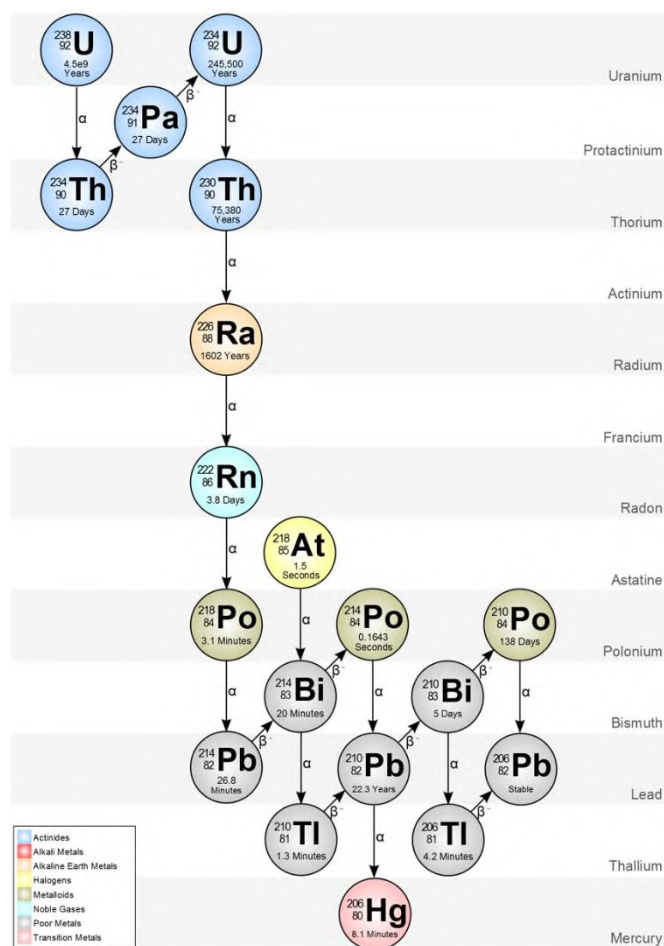 238
92 U
4.5e9
Years
234
92 U
245,500
Years
Uranium
α
β⁻
α
234
91 Pa
27 Days
β⁻
Protactinium
234
90 Th
27 Days
230
90 Th
75,380
Years
Thorium
α
Actinium
226
88 Ra
1602 Years
Radium
α
Francium
222
86 Rn
3.8 Days
Radon
α
218
85 At
1.5
Seconds
Astatine
218
84 Po
3.1 Minutes
α
214
84 Po
0.1643
Seconds
210
84 Po
138 Days
Polonium
α
β⁻
α
β⁻
α
214
83 Bi
20 Minutes
210
83 Bi
5 Days
Bismuth
β⁻
α
β⁻
α
214
82 Pb
26.8
Minutes
210
82 Pb
22.3 Years
206
82 Pb
Stable
Lead
β⁻
β⁻
210
81 Tl
1.3 Minutes
α
206
81 Tl
4.2 Minutes
Thallium
206
80 Hg
8.1 Minutes
Mercury
Actinides
Alkali Metals
Alkaline Earth Metals
Halogens
Metalloids
Noble Gases
Poor Metals
Transition Metals